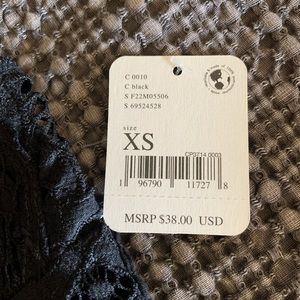 C 0010
C black
S F22M05506
S 69524528
size
XS
CP3714 0003
1 96790 11727 8
MSRP $38.00 USD